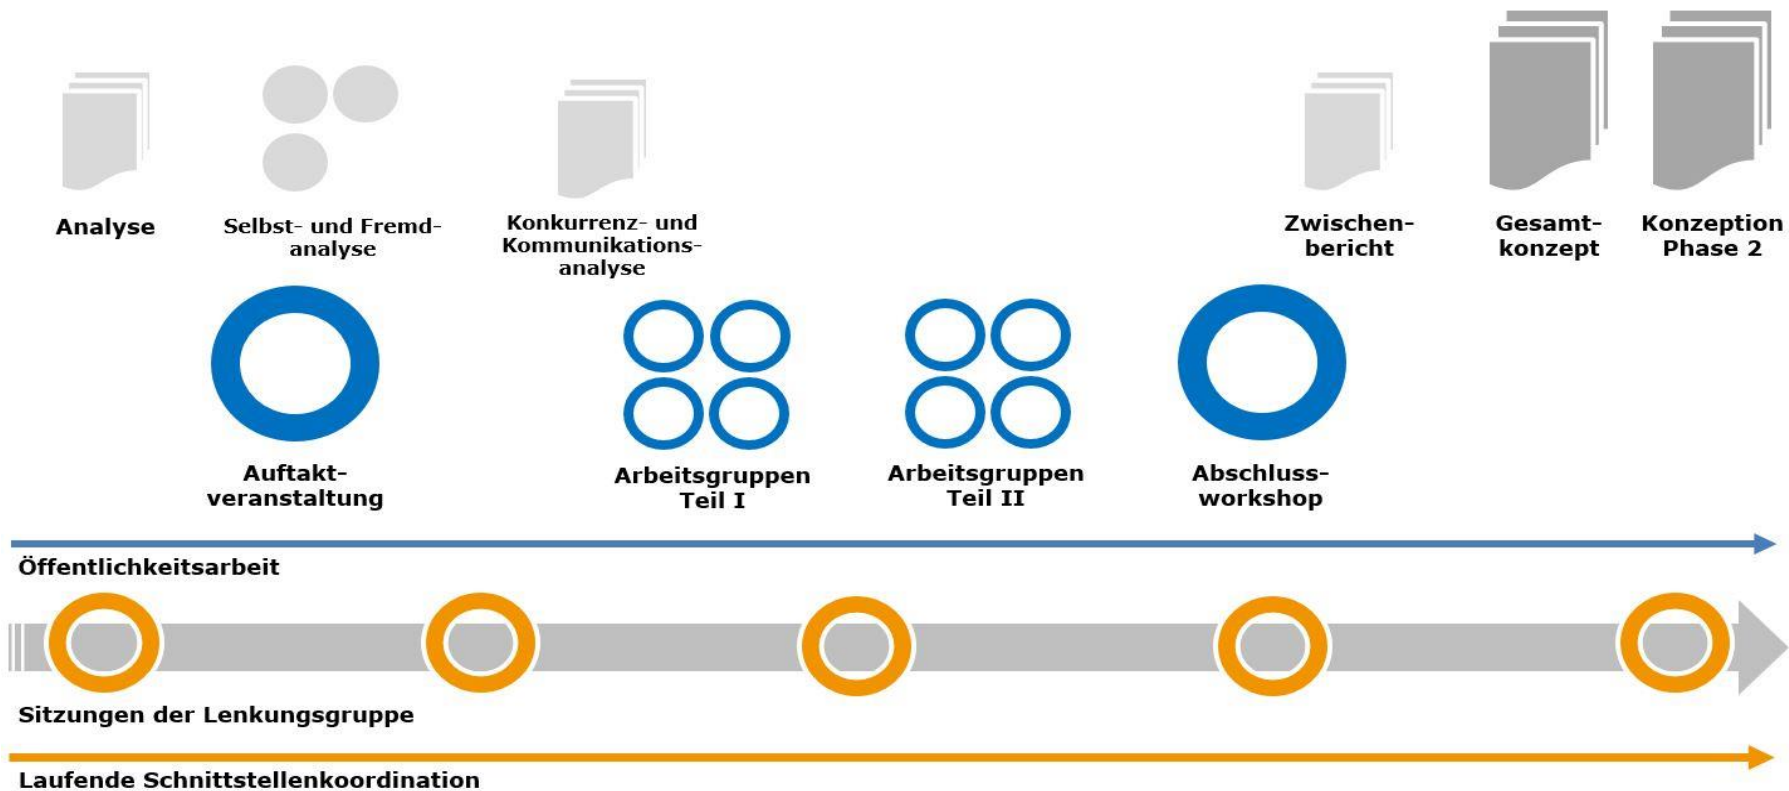 Analyse
Selbst- und Fremd-
analyse
Konkurrenz- und
Kommunikations-
analyse
Zwischen-
bericht
Gesamt-
konzept
Konzeption
Phase 2
Auftakt-
veranstaltung
Arbeitsgruppen
Teil I
Arbeitsgruppen
Teil II
Abschluss-
workshop
Öffentlichkeitsarbeit
Sitzungen der Lenkungsgruppe
Laufende Schnittstellenkoordination